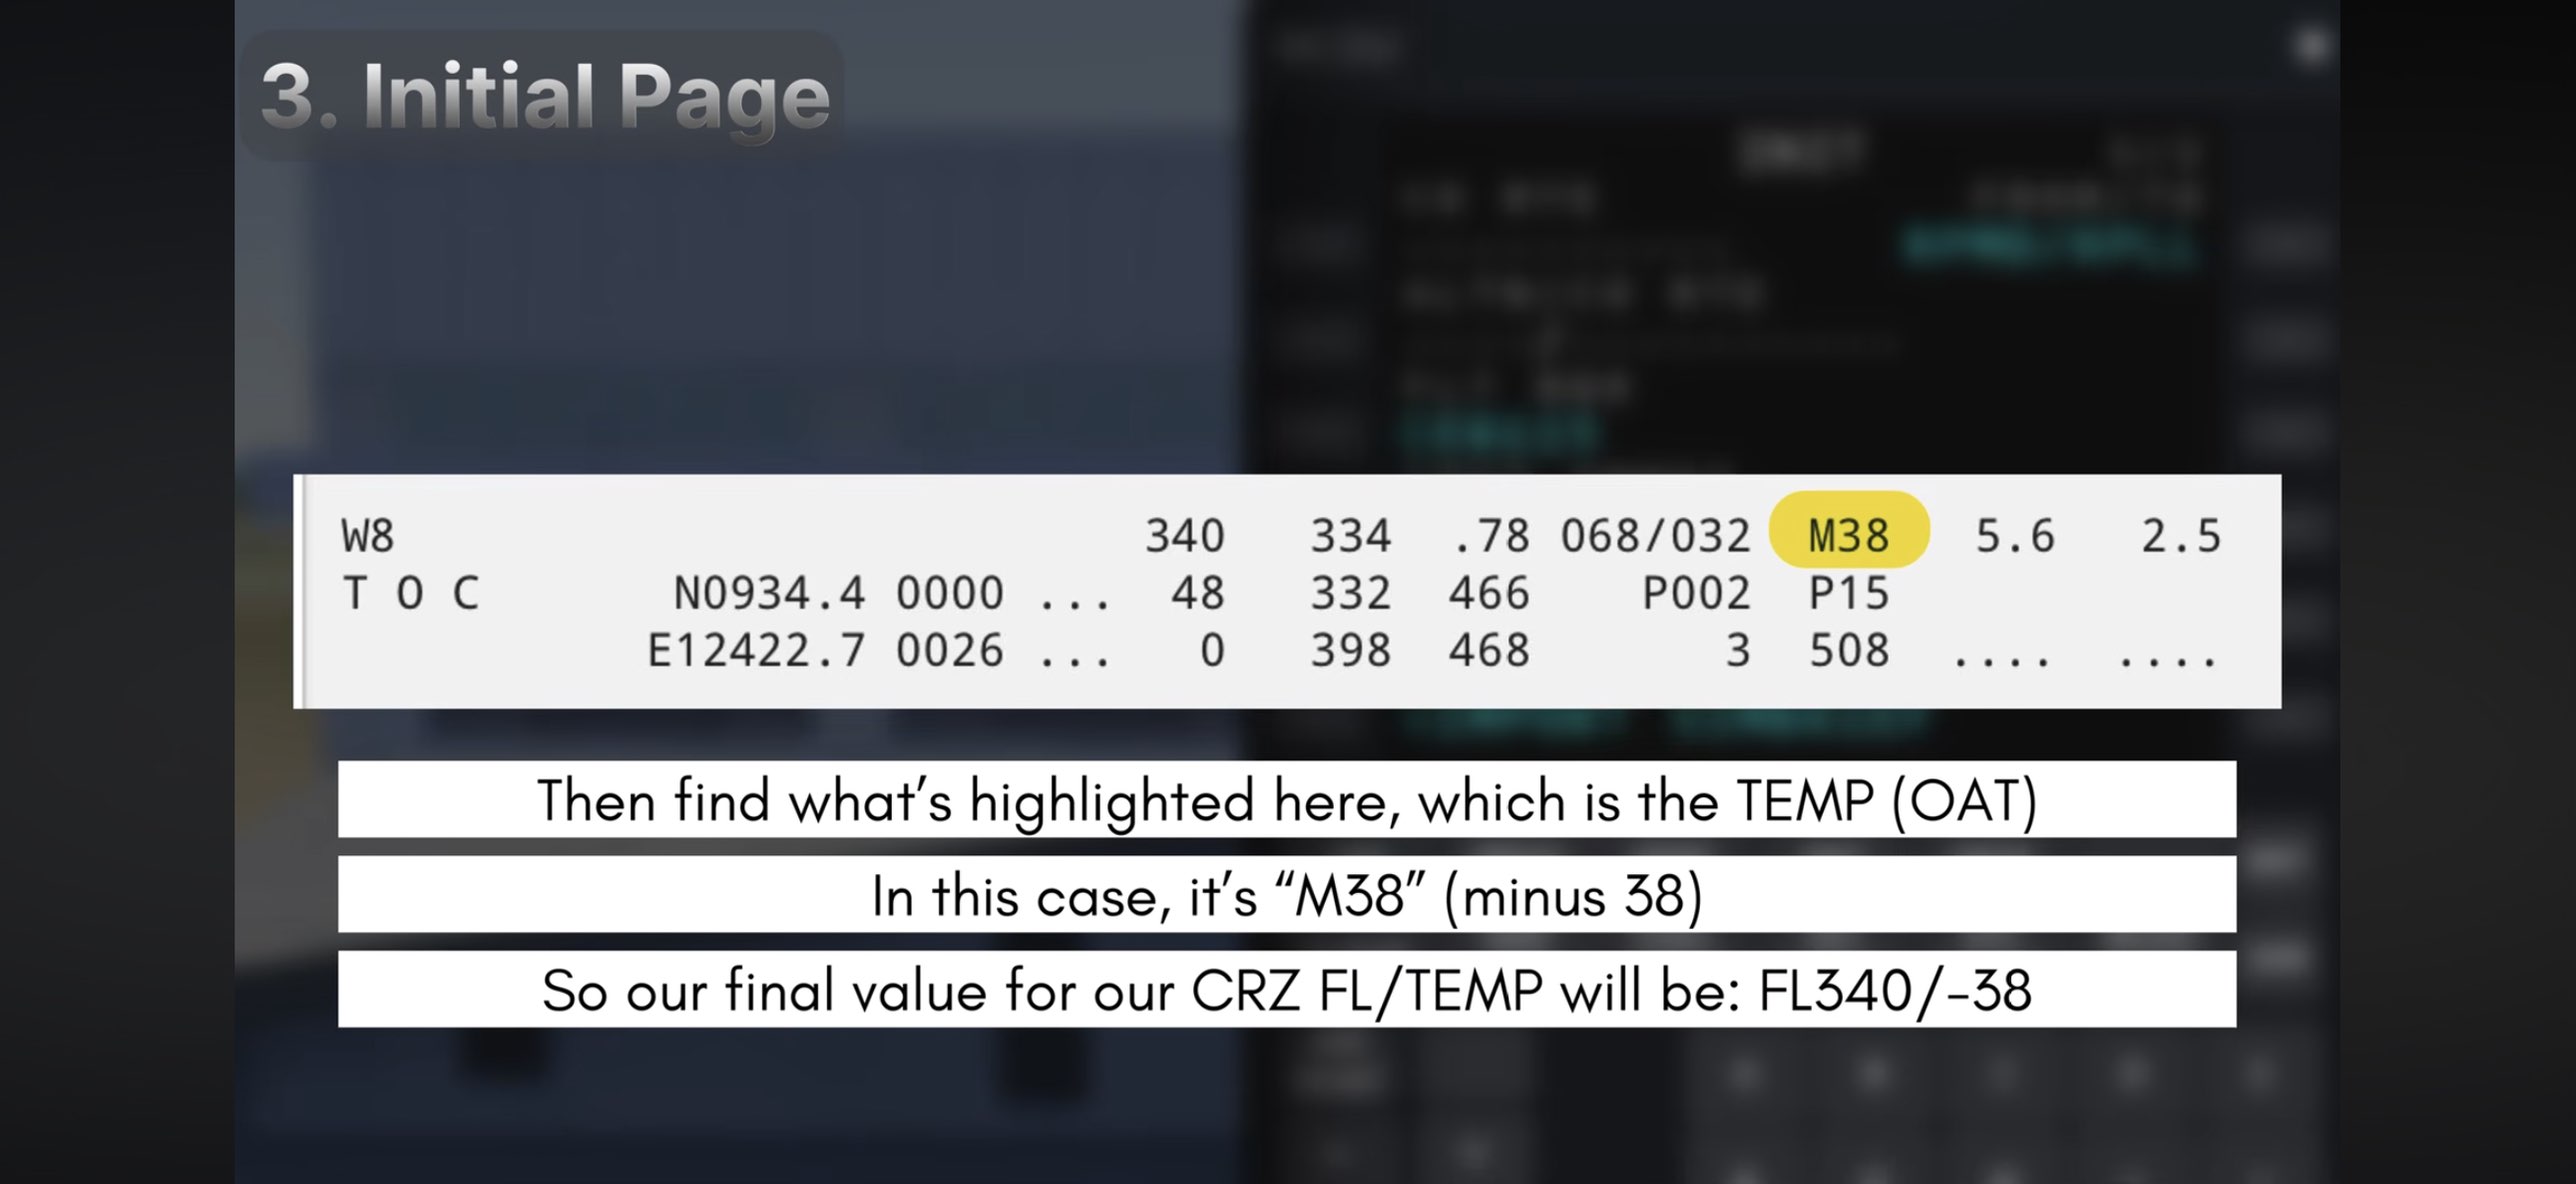 3. Initial Page
INIT
W8 340 334 .78 068/032 M38 5.6 2.5
T O C N0934.4 0000 ... 48 332 466 P002 P15
E12422.7 0026 ... 0 398 468 3 508 .... ....
Then find what’s highlighted here, which is the TEMP (OAT)
In this case, it’s “M38” (minus 38)
So our final value for our CRZ FL/TEMP will be: FL340/-38